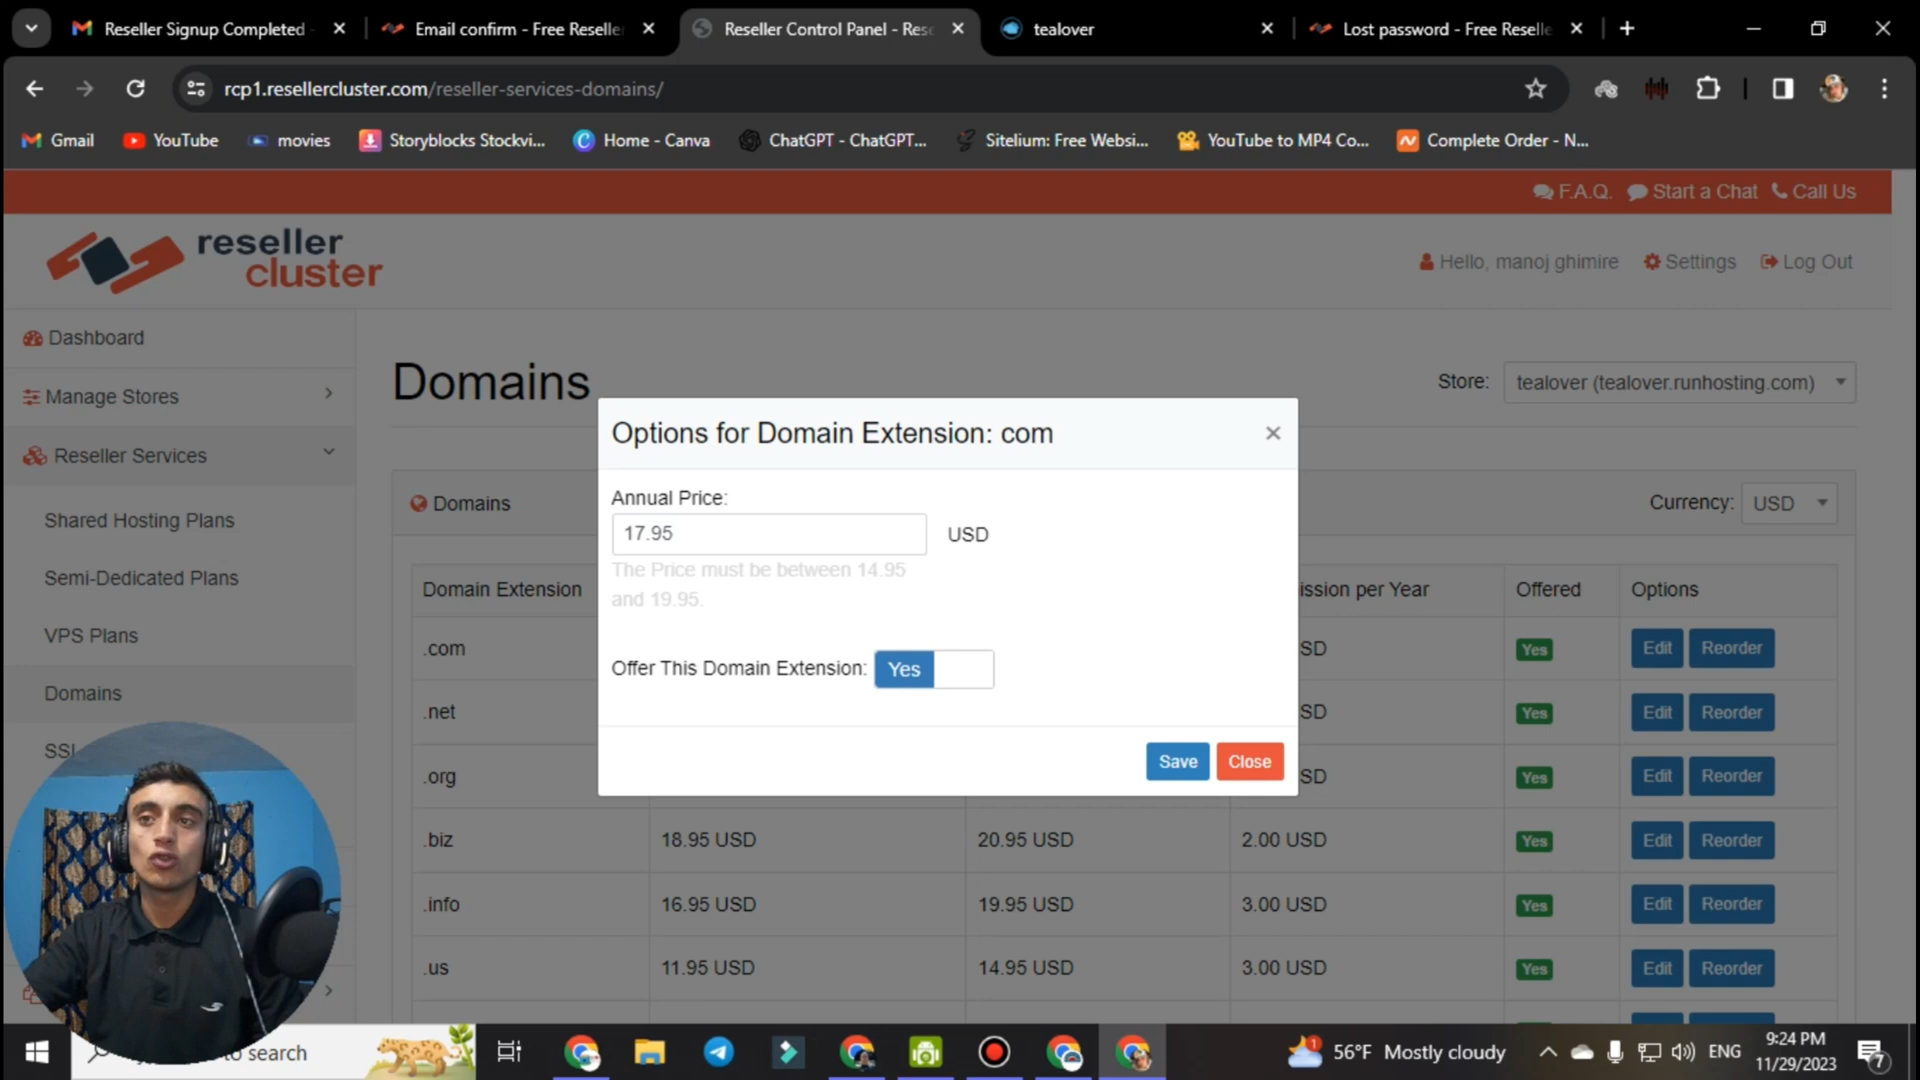 Reseller Signup Completed
Email confirm - Free Reselle
Reseller Control Panel - Rese
tealover
Lost password - Free Reselle
rcp1.resellercluster.com/reseller-services-domains/
Gmail
YouTube
movies
Storyblocks Stockvi...
Home - Canva
ChatGPT - ChatGPT...
Sitelium: Free Websi...
YouTube to MP4 Co...
Complete Order - N...
F.A.Q.
Start a Chat
Call Us
reseller
cluster
Hello, manoj ghimire
Settings
Log Out
Dashboard
Manage Stores
Reseller Services
Shared Hosting Plans
Semi-Dedicated Plans
VPS Plans
Domains
SSL
Domains
Store:
tealover (tealover.runhosting.com)
Domains
Currency:
USD
Options for Domain Extension: com
Annual Price:
17.95
USD
The Price must be between 14.95
and 19.95.
Offer This Domain Extension:
Yes
Save
Close
Domain Extension
ission per Year
Offered
Options
.com
SD
Yes
Edit
Reorder
.net
SD
Yes
Edit
Reorder
.org
SD
Yes
Edit
Reorder
.biz
18.95 USD
20.95 USD
2.00 USD
Yes
Edit
Reorder
.info
16.95 USD
19.95 USD
3.00 USD
Yes
Edit
Reorder
.us
11.95 USD
14.95 USD
3.00 USD
Yes
Edit
Reorder
to search
1
56°F Mostly cloudy
ENG
9:24 PM
11/29/2023
7